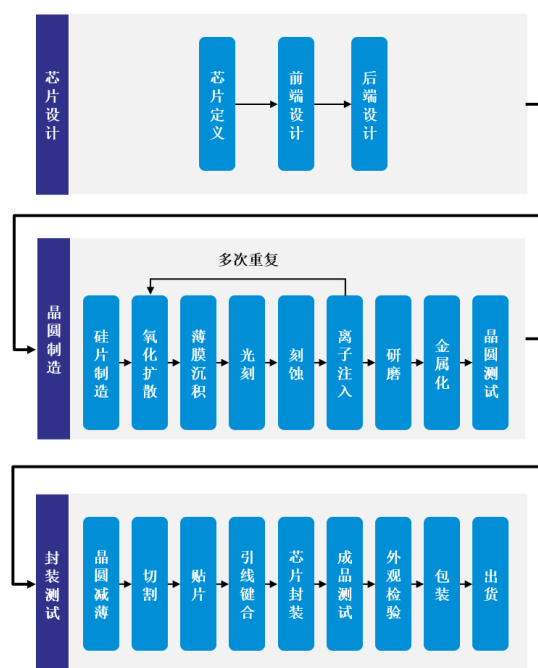 芯片设计
芯片定义
前端设计
后端设计
多次重复
晶圆制造
硅片制造
氧化扩散
薄膜沉积
光刻
刻蚀
离子注入
研磨
金属化
晶圆测试
封装测试
晶圆减薄
切割
贴片
引线键合
芯片封装
成品测试
外观检验
包装
出货